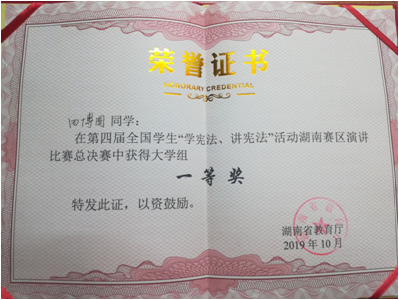 荣誉证书
HONORARY CREDENTIAL
同学:
在第四届全国学生“学宪法、讲宪法”活动湖南赛区演讲
比赛总决赛中获得大学组
一等奖
特发此证,以资鼓励。
湖南省教育厅
2019年10月